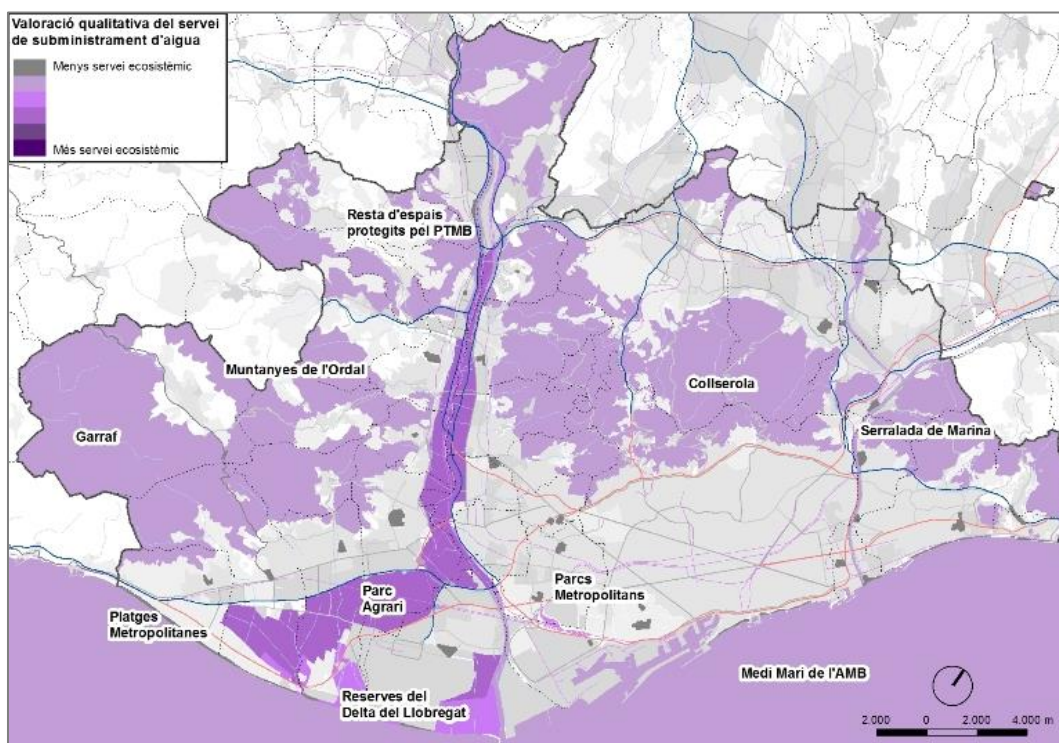 Valoració qualitativa del servei
de subministrament d'aigua
Menys servei ecosistèmic
Més servei ecosistèmic
Resta d'espais
protegits pel PTMB
Muntanyes de l'Ordal
Collserola
Garraf
Serralada de Marina
Parc
Agrari
Parcs
Metropolitans
Platges
Metropolitanes
Medi Marí de l'AMB
Reserves del
Delta del Llobregat
2.000 0 2.000 4.000 m